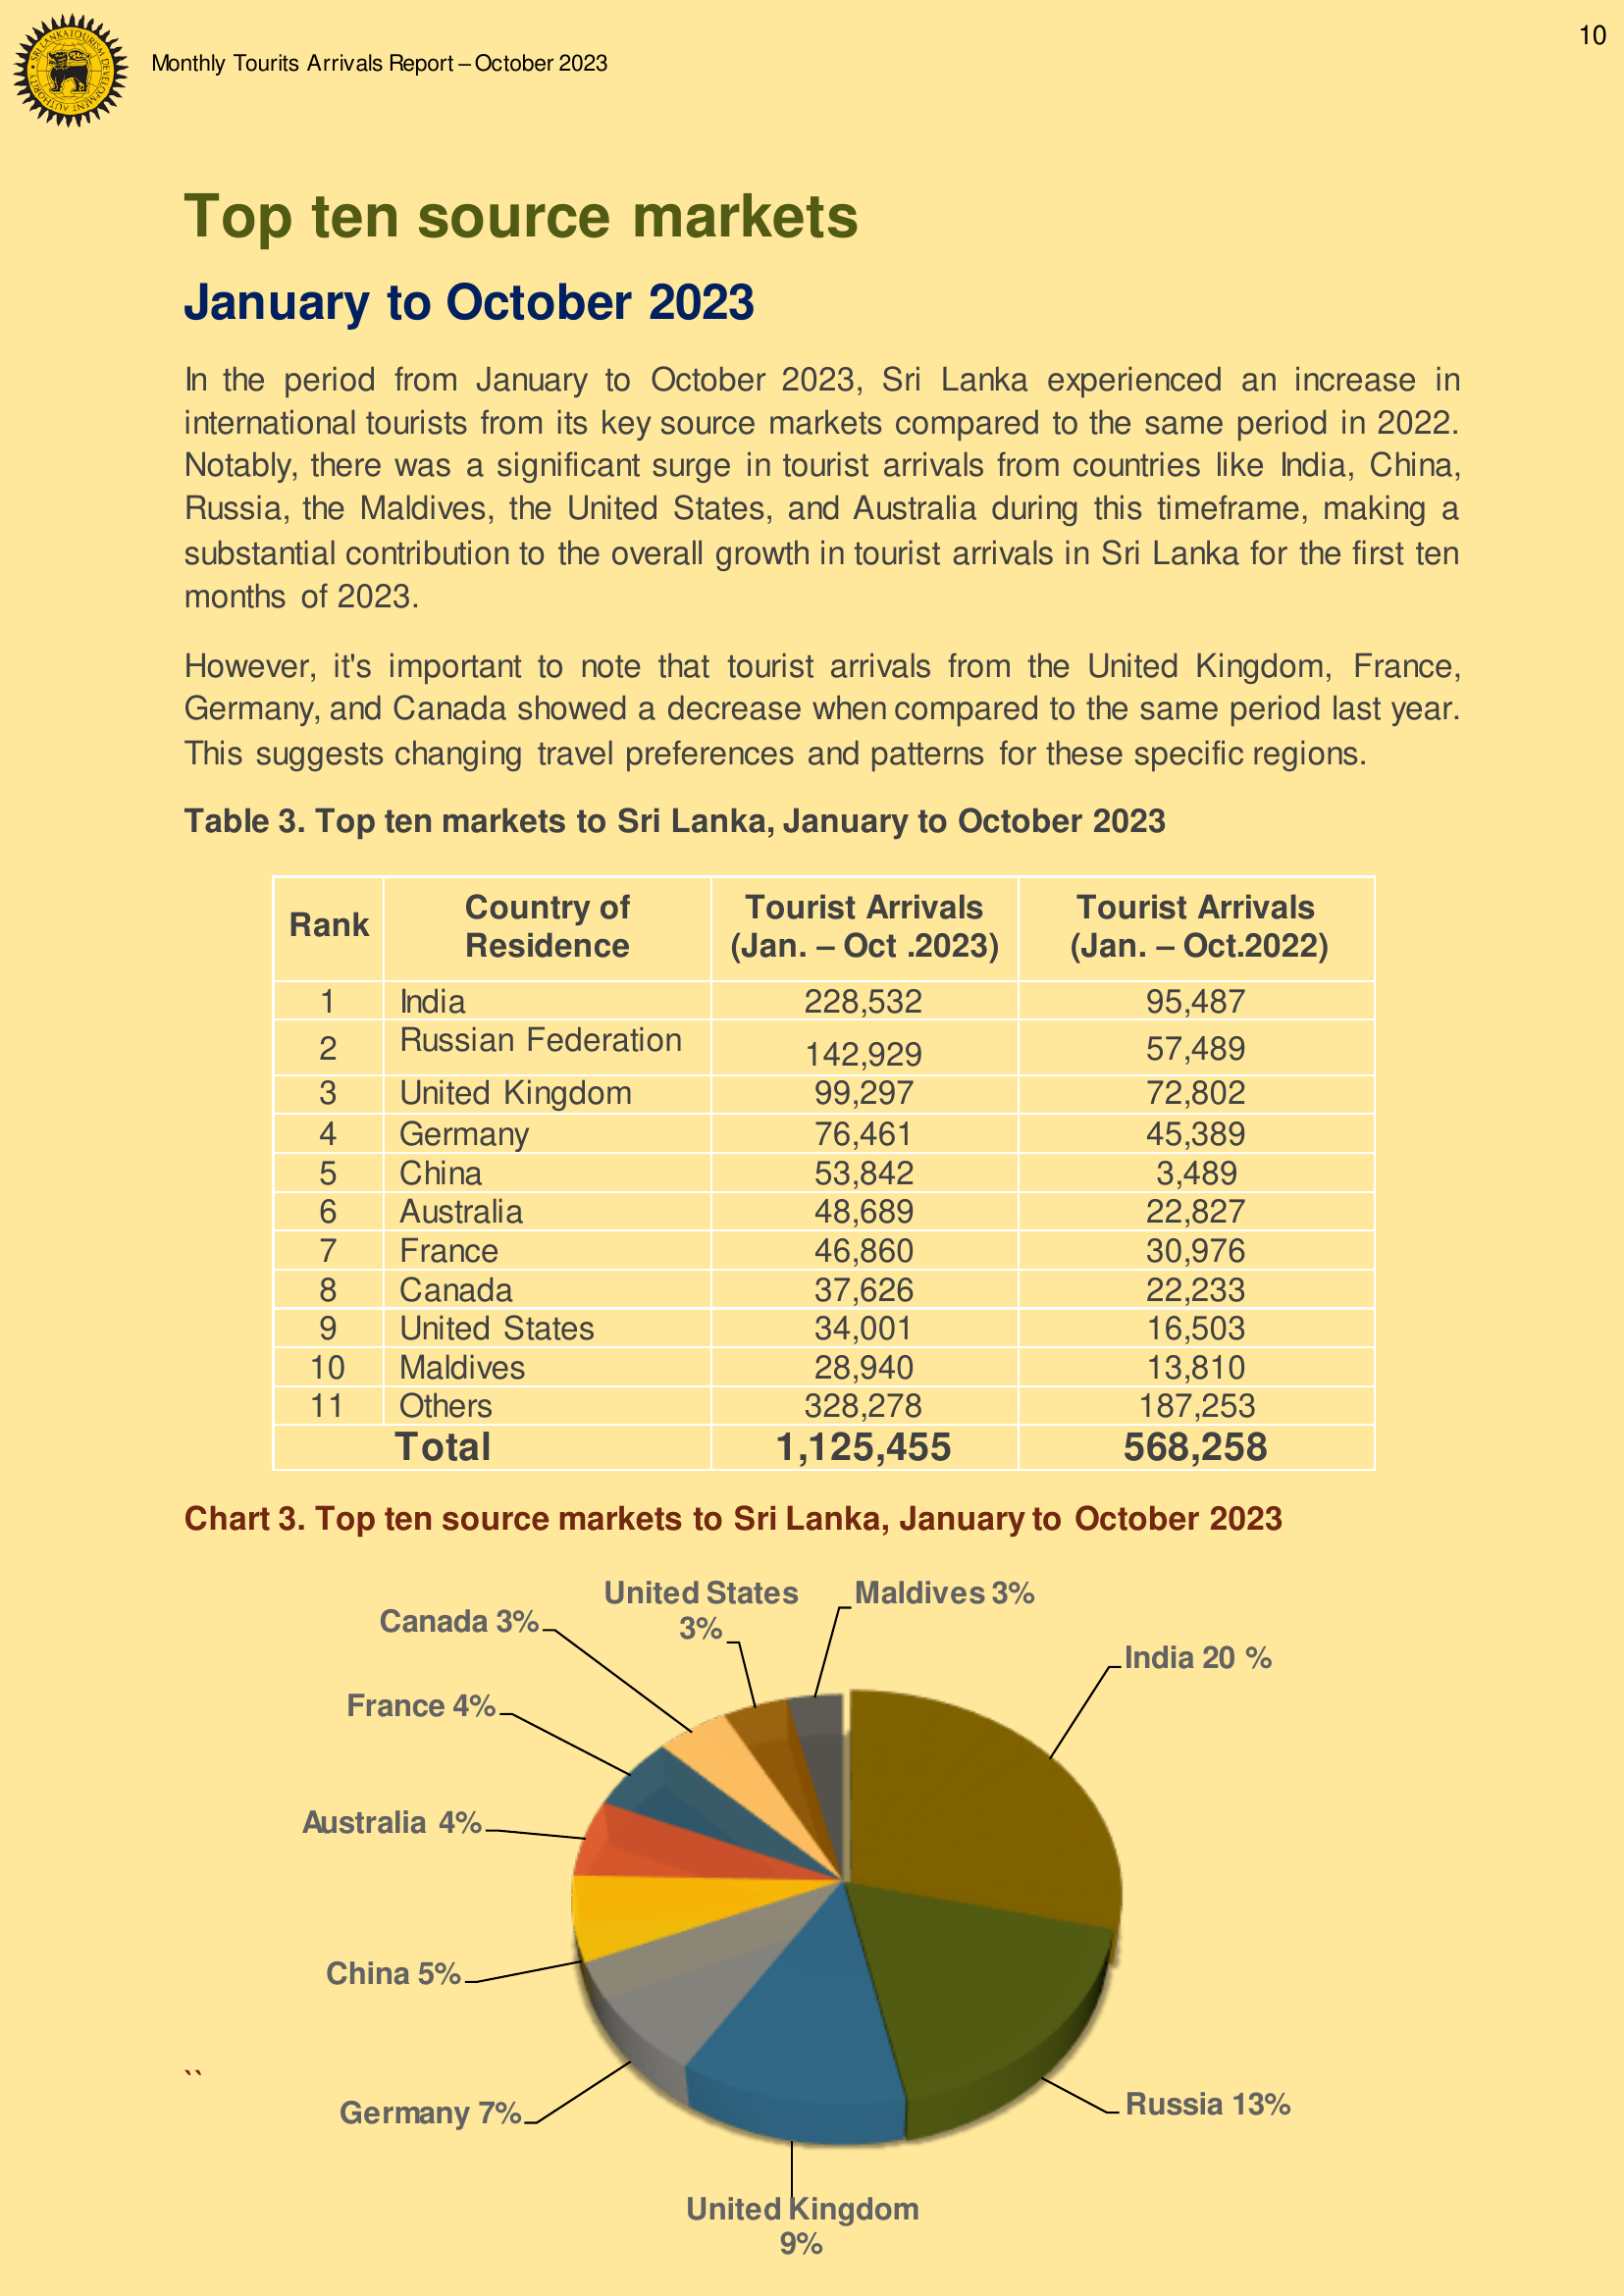 10
SRI LANKA TOURISM DEVELOPMENT AUTHORITY
Monthly Tourits Arrivals Report – October 2023
Top ten source markets
January to October 2023
In the period from January to October 2023, Sri Lanka experienced an increase in
international tourists from its key source markets compared to the same period in 2022.
Notably, there was a significant surge in tourist arrivals from countries like India, China,
Russia, the Maldives, the United States, and Australia during this timeframe, making a
substantial contribution to the overall growth in tourist arrivals in Sri Lanka for the first ten
months of 2023.
However, it's important to note that tourist arrivals from the United Kingdom, France,
Germany, and Canada showed a decrease when compared to the same period last year.
This suggests changing travel preferences and patterns for these specific regions.
Table 3. Top ten markets to Sri Lanka, January to October 2023
Rank Country of Residence Tourist Arrivals (Jan. – Oct .2023) Tourist Arrivals (Jan. – Oct.2022)
1 India 228,532 95,487
2 Russian Federation 142,929 57,489
3 United Kingdom 99,297 72,802
4 Germany 76,461 45,389
5 China 53,842 3,489
6 Australia 48,689 22,827
7 France 46,860 30,976
8 Canada 37,626 22,233
9 United States 34,001 16,503
10 Maldives 28,940 13,810
11 Others 328,278 187,253
Total 1,125,455 568,258
Chart 3. Top ten source markets to Sri Lanka, January to October 2023
United States
3%
Maldives 3%
Canada 3%
India 20 %
France 4%
Australia 4%
China 5%
``
Germany 7%
Russia 13%
United Kingdom
9%